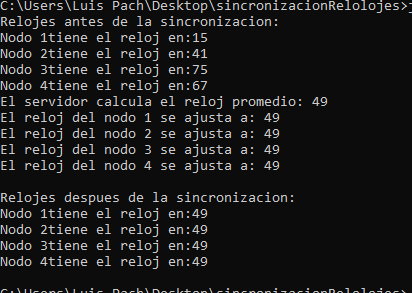 C:\Users\Luis Pach\Desktop\sincronizacionRelolojes>j
Relojes antes de la sincronizacion:
Nodo 1tiene el reloj en:15
Nodo 2tiene el reloj en:41
Nodo 3tiene el reloj en:75
Nodo 4tiene el reloj en:67
El servidor calcula el reloj promedio: 49
El reloj del nodo 1 se ajusta a: 49
El reloj del nodo 2 se ajusta a: 49
El reloj del nodo 3 se ajusta a: 49
El reloj del nodo 4 se ajusta a: 49
Relojes despues de la sincronizacion:
Nodo 1tiene el reloj en:49
Nodo 2tiene el reloj en:49
Nodo 3tiene el reloj en:49
Nodo 4tiene el reloj en:49
C:\Users\Luis Pach\Desktop\sincronizacionRelolojes>